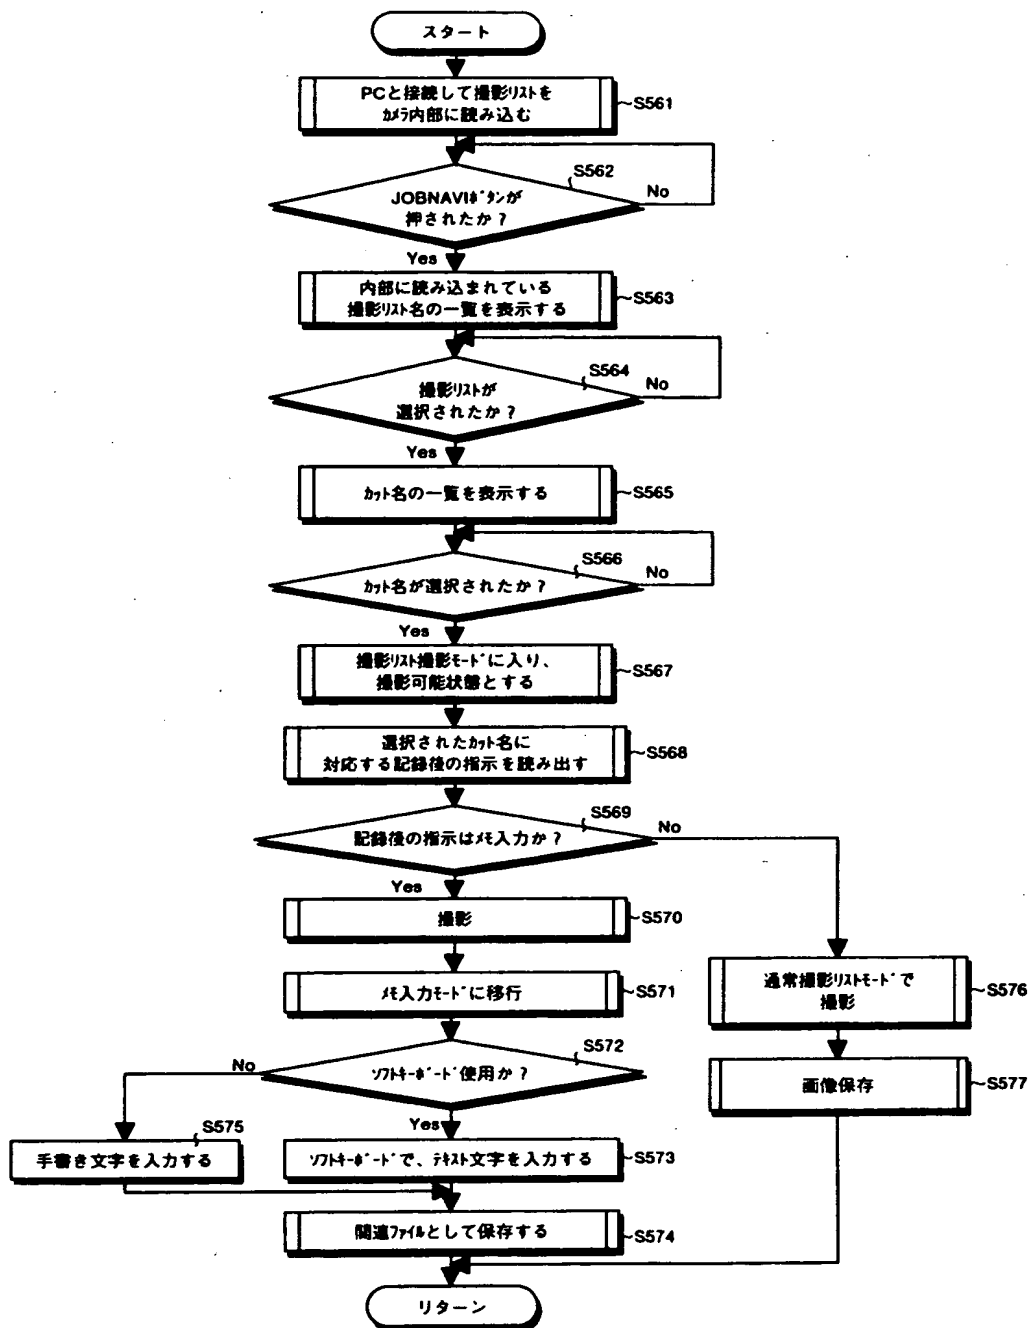 スタート
PCと接続して撮影リストを
カメラ内部に読み込む
S561
S562
JOBNAVIボタンが
押されたか？
No
Yes
内部に読み込まれている
撮影リスト名の一覧を表示する
S563
S564
撮影リストが
選択されたか？
No
Yes
カット名の一覧を表示する
S565
S566
カット名が選択されたか？
No
Yes
撮影リスト撮影モードに入り、
撮影可能状態とする
S567
選択されたカット名に
対応する記録後の指示を読み出す
S568
S569
記録後の指示はメモ入力か？
No
Yes
撮影
S570
メモ入力モードに移行
S571
通常撮影リストモードで
撮影
S576
S572
ソフトキーボード使用か？
No
Yes
画像保存
S577
S575
手書き文字を入力する
ソフトキーボードで、テキスト文字を入力する
S573
関連ファイルとして保存する
S574
リターン